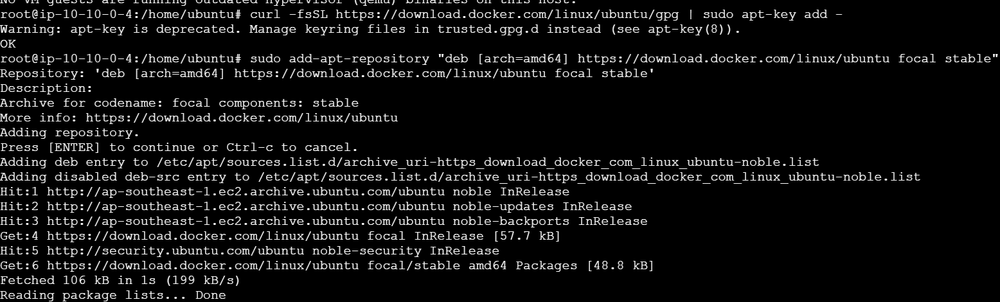 No VM guests are running outdated hypervisor (qemu) binaries on this host.
root@ip-10-10-0-4:/home/ubuntu# curl -fsSL https://download.docker.com/linux/ubuntu/gpg | sudo apt-key add -
Warning: apt-key is deprecated. Manage keyring files in trusted.gpg.d instead (see apt-key(8)).
OK
root@ip-10-10-0-4:/home/ubuntu# sudo add-apt-repository "deb [arch=amd64] https://download.docker.com/linux/ubuntu focal stable"
Repository: 'deb [arch=amd64] https://download.docker.com/linux/ubuntu focal stable'
Description:
Archive for codename: focal components: stable
More info: https://download.docker.com/linux/ubuntu
Adding repository.
Press [ENTER] to continue or Ctrl-c to cancel.
Adding deb entry to /etc/apt/sources.list.d/archive_uri-https_download_docker_com_linux_ubuntu-noble.list
Adding disabled deb-src entry to /etc/apt/sources.list.d/archive_uri-https_download_docker_com_linux_ubuntu-noble.list
Hit:1 http://ap-southeast-1.ec2.archive.ubuntu.com/ubuntu noble InRelease
Hit:2 http://ap-southeast-1.ec2.archive.ubuntu.com/ubuntu noble-updates InRelease
Hit:3 http://ap-southeast-1.ec2.archive.ubuntu.com/ubuntu noble-backports InRelease
Get:4 https://download.docker.com/linux/ubuntu focal InRelease [57.7 kB]
Hit:5 http://security.ubuntu.com/ubuntu noble-security InRelease
Get:6 https://download.docker.com/linux/ubuntu focal/stable amd64 Packages [48.8 kB]
Fetched 106 kB in 1s (199 kB/s)
Reading package lists... Done